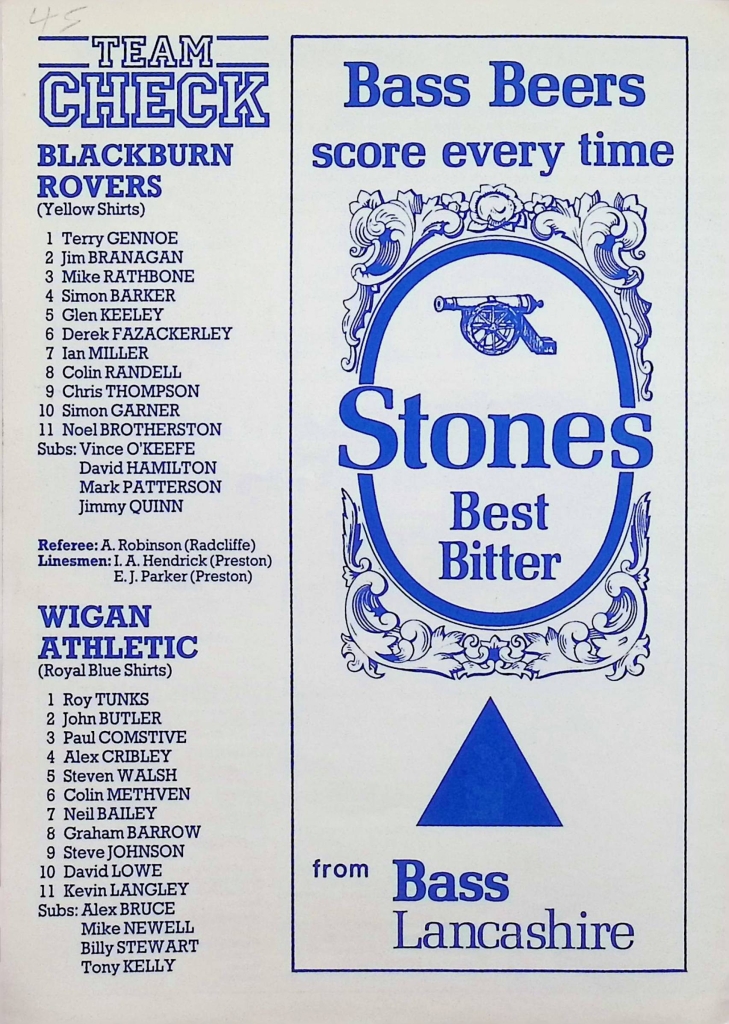 45
TEAM
CHECK
BLACKBURN
ROVERS
(Yellow Shirts)
1 Terry GENNOE
2 Jim BRANAGAN
3 Mike RATHBONE
4 Simon BARKER
5 Glen KEELEY
6 Derek FAZACKERLEY
7 Ian MILLER
8 Colin RANDELL
9 Chris THOMPSON
10 Simon GARNER
11 Noel BROTHERSTON
Subs: Vince O'KEEFE
David HAMILTON
Mark PATTERSON
Jimmy QUINN
Referee: A. Robinson (Radcliffe)
Linesmen: I. A. Hendrick (Preston)
E. J. Parker (Preston)
WIGAN
ATHLETIC
(Royal Blue Shirts)
1 Roy TUNKS
2 John BUTLER
3 Paul COMSTIVE
4 Alex CRIBLEY
5 Steven WALSH
6 Colin METHVEN
7 Neil BAILEY
8 Graham BARROW
9 Steve JOHNSON
10 David LOWE
11 Kevin LANGLEY
Subs: Alex BRUCE
Mike NEWELL
Billy STEWART
Tony KELLY
Bass Beers
score every time
Stones
Best
Bitter
from Bass
Lancashire